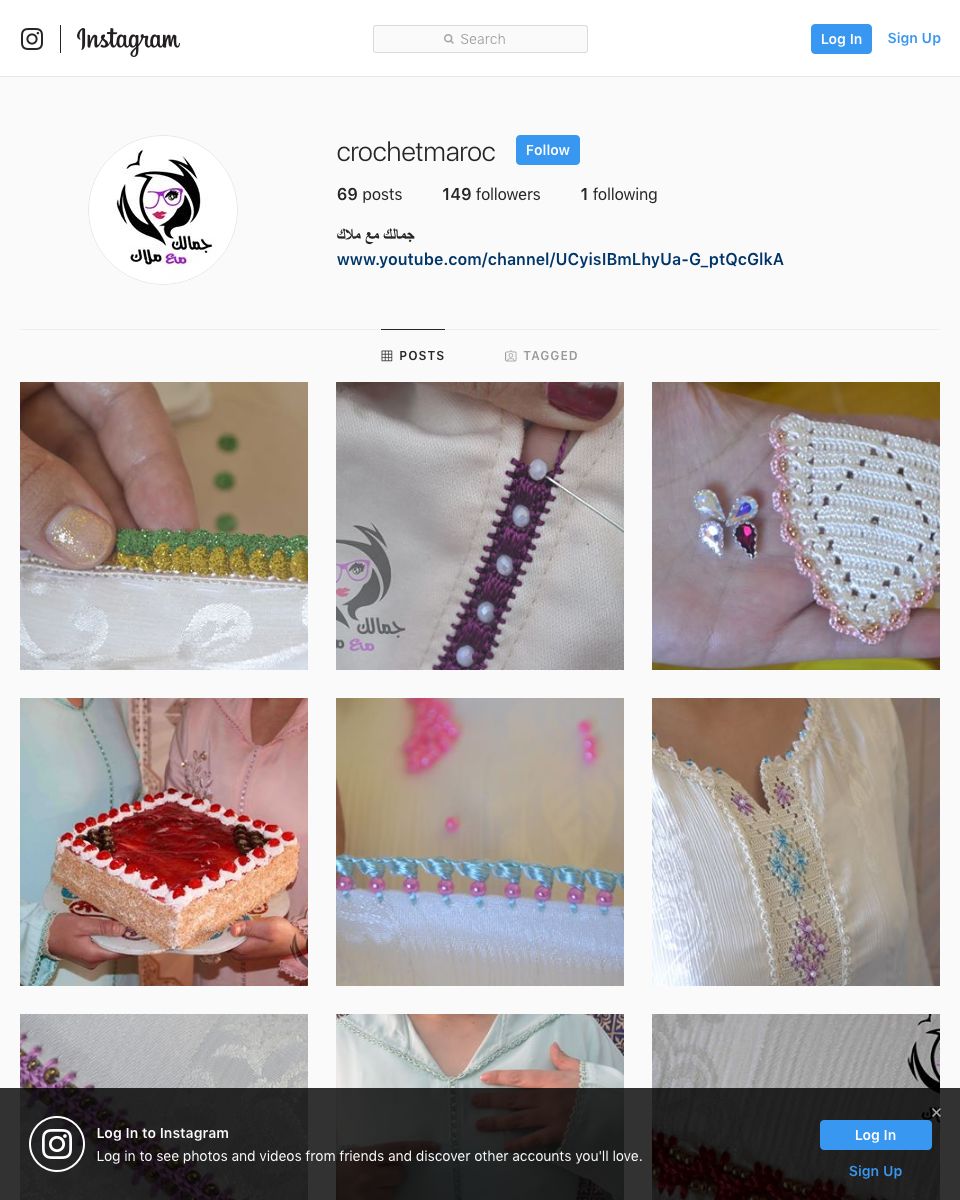 Instagram
Search
Log In
Sign Up
crochetmaroc
Follow
69 posts
149 followers
1 following
جمالك مع ملاك
www.youtube.com/channel/UCyisIBmLhyUa-G_ptQcGlkA
جمالك
مع ملاك
POSTS
TAGGED
جمالك
مع
Log In to Instagram
Log in to see photos and videos from friends and discover other accounts you'll love.
Log In
Sign Up